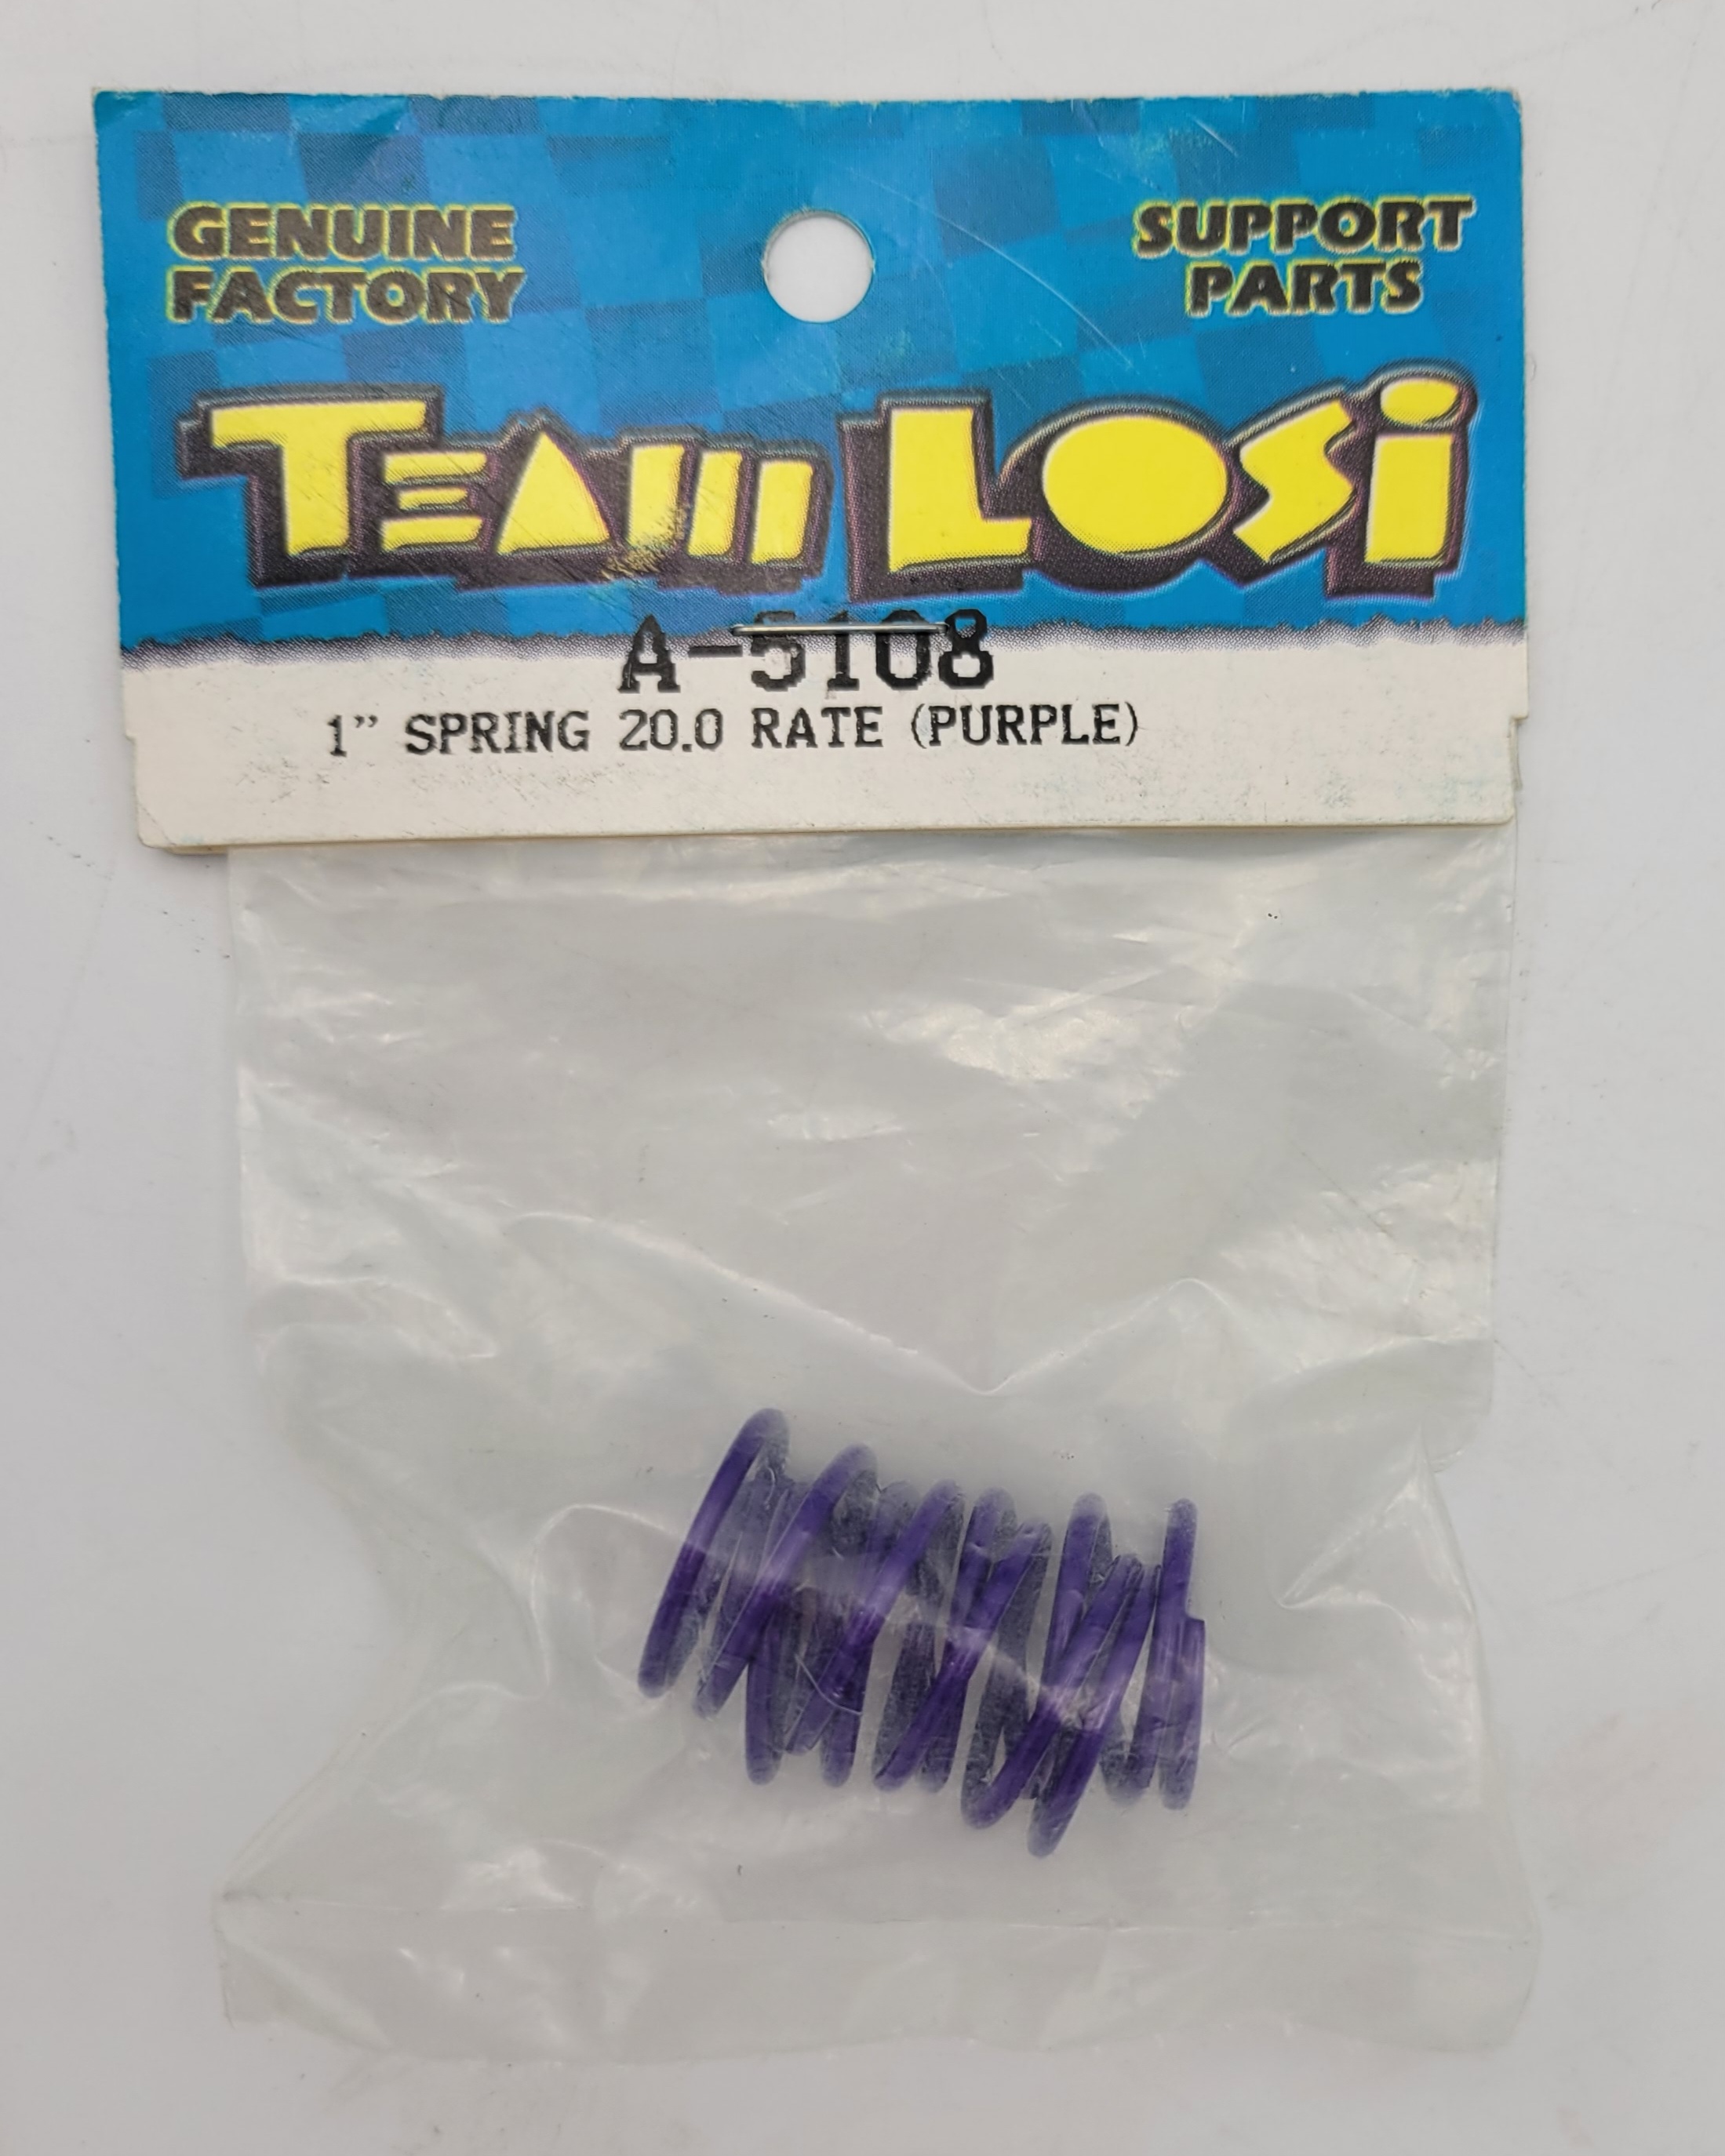 GENUINE
FACTORY
SUPPORT
PARTS
TEAM LOSi
A-5108
1" SPRING 20.0 RATE (PURPLE)